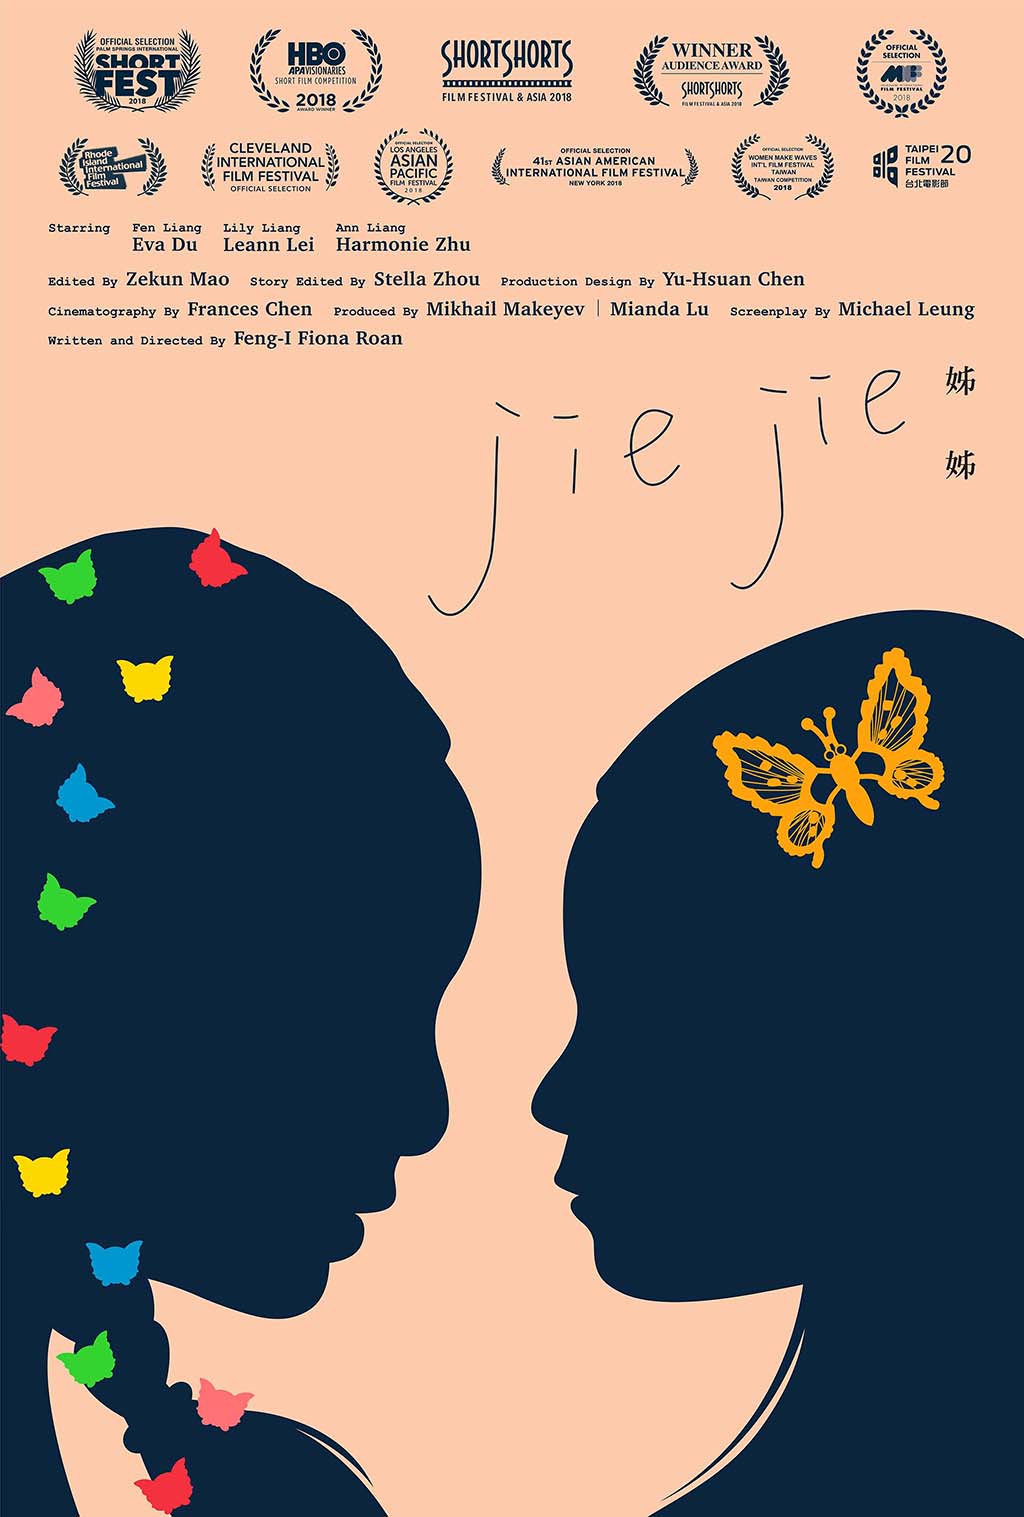 OFFICIAL SELECTION
PALM SPRINGS INTERNATIONAL
SHORT
FEST
2018
HBO
APAVISIONARIES
SHORT FILM COMPETITION
2018
AWARD WINNER
SHORTSHORTS
FILM FESTIVAL & ASIA 2018
WINNER
AUDIENCE AWARD
SHORTSHORTS
FILM FESTIVAL & ASIA 2018
OFFICIAL
SELECTION
FILM FESTIVAL
2018
Rhode
Island
International
Film
Festival
CLEVELAND
INTERNATIONAL
FILM FESTIVAL
OFFICIAL SELECTION
OFFICIAL SELECTION
LOS ANGELES
ASIAN
PACIFIC
FILM FESTIVAL
2018
OFFICIAL SELECTION
41ST ASIAN AMERICAN
INTERNATIONAL FILM FESTIVAL
NEW YORK 2018
OFFICIAL SELECTION
WOMEN MAKE WAVES
INT'L FILM FESTIVAL
TAIWAN
TAIWAN COMPETITION
2018
TAIPEI 20
FILM
FESTIVAL
台北電影節
Starring Fen Liang Lily Liang Ann Liang
Eva Du Leann Lei Harmonie Zhu
Edited By Zekun Mao Story Edited By Stella Zhou Production Design By Yu-Hsuan Chen
Cinematography By Frances Chen Produced By Mikhail Makeyev | Mianda Lu Screenplay By Michael Leung
Written and Directed By Feng-I Fiona Roan
jie jie
姊
姊